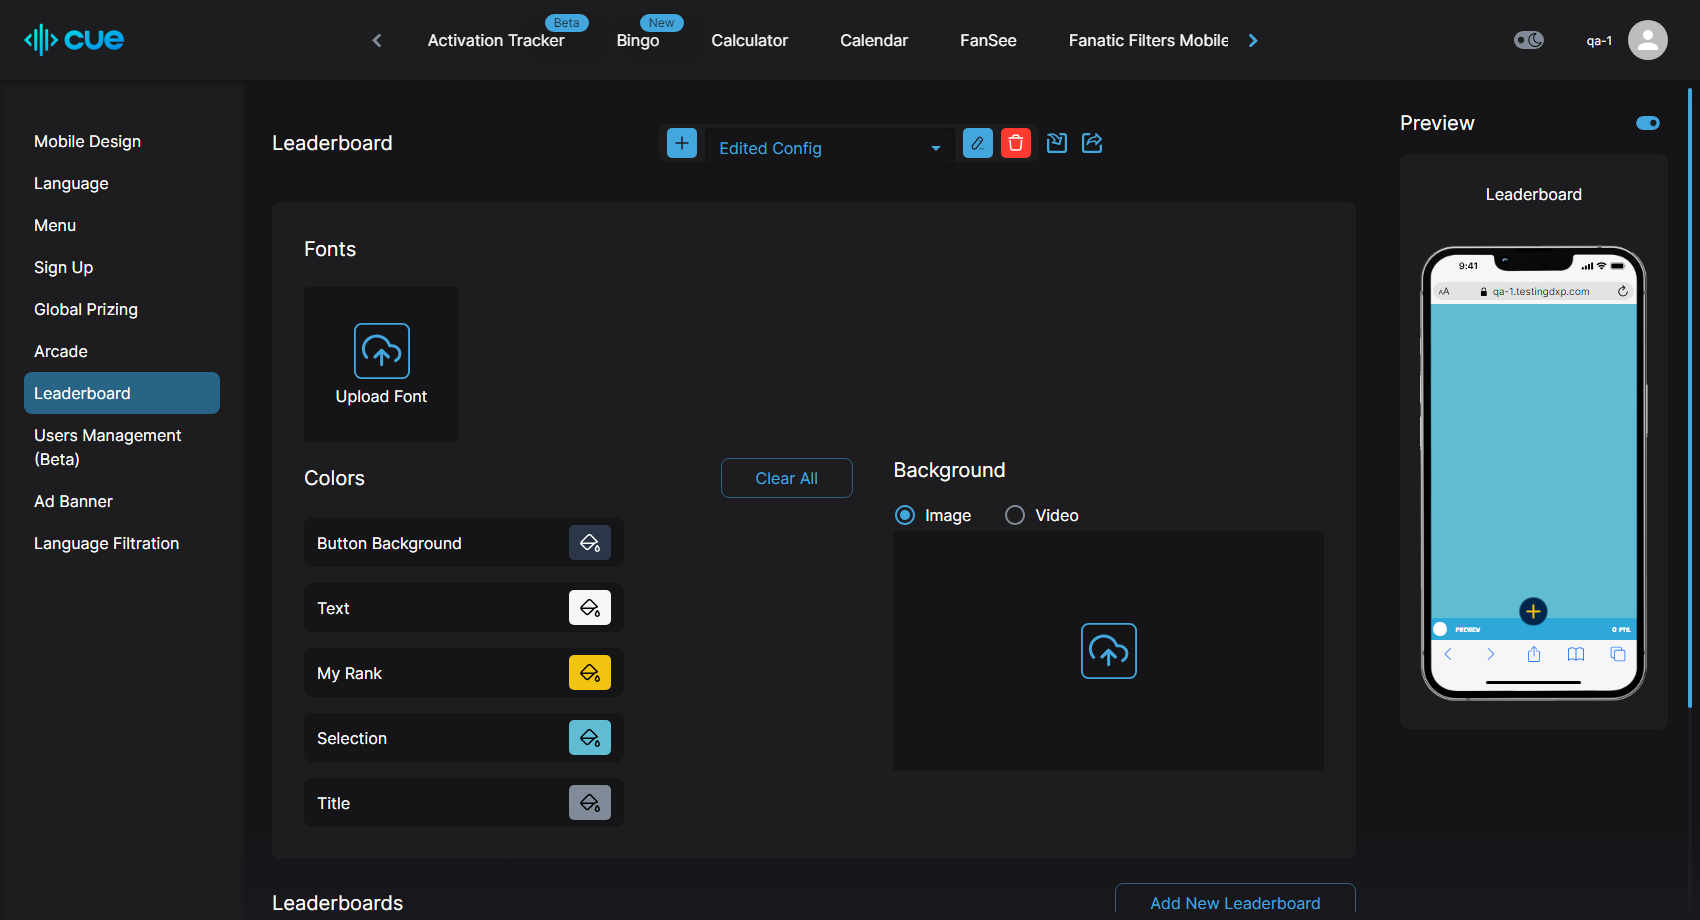 cue
Activation Tracker
Beta
Bingo
New
Calculator
Calendar
FanSee
Fanatic Filters Mobile
qa-1
Mobile Design
Language
Menu
Sign Up
Global Prizing
Arcade
Leaderboard
Users Management
(Beta)
Ad Banner
Language Filtration
Leaderboard
Edited Config
Fonts
Upload Font
Colors
Clear All
Button Background
Text
My Rank
Selection
Title
Background
Image
Video
Leaderboards
Add New Leaderboard
Preview
Leaderboard
9:41
AA
qa-1.testingdxp.com
PREVIEW
0 PTS.